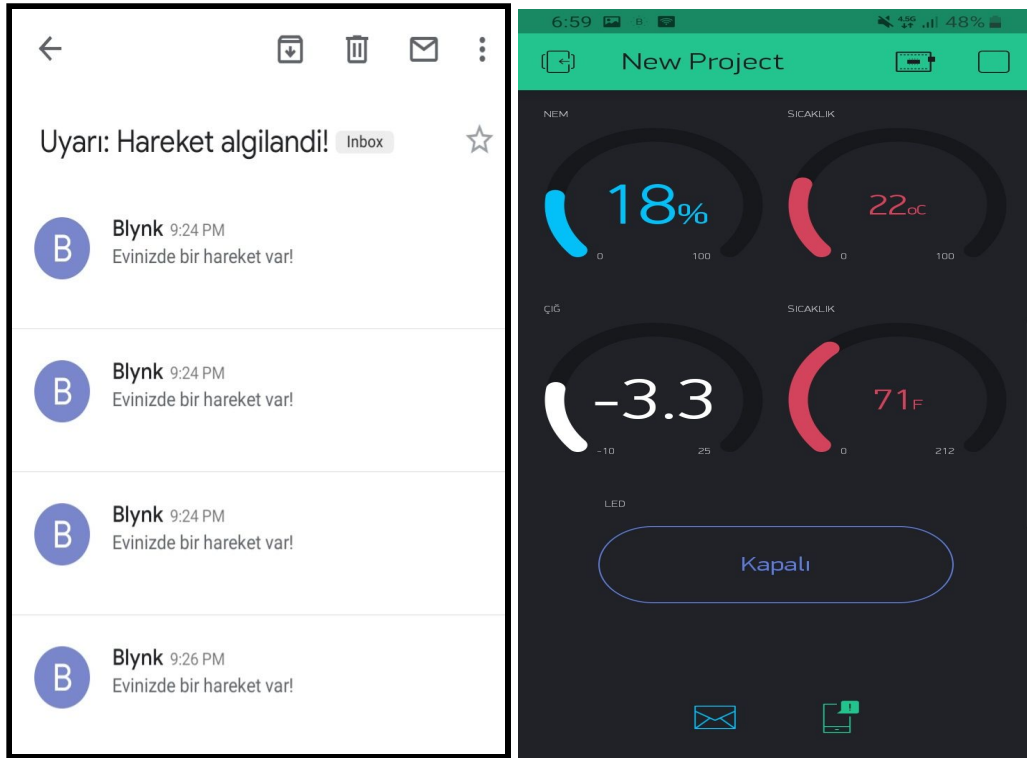 Uyarı: Hareket algilandi! Inbox
B
Blynk 9:24 PM
Evinizde bir hareket var!
B
Blynk 9:24 PM
Evinizde bir hareket var!
B
Blynk 9:24 PM
Evinizde bir hareket var!
B
Blynk 9:26 PM
Evinizde bir hareket var!
6:59 B 4.5G 48%
New Project
NEM SICAKLIK
18% 22°C
0 100 0 100
ÇIĞ SICAKLIK
-3.3 71F
-10 25 0 212
LED
Kapalı